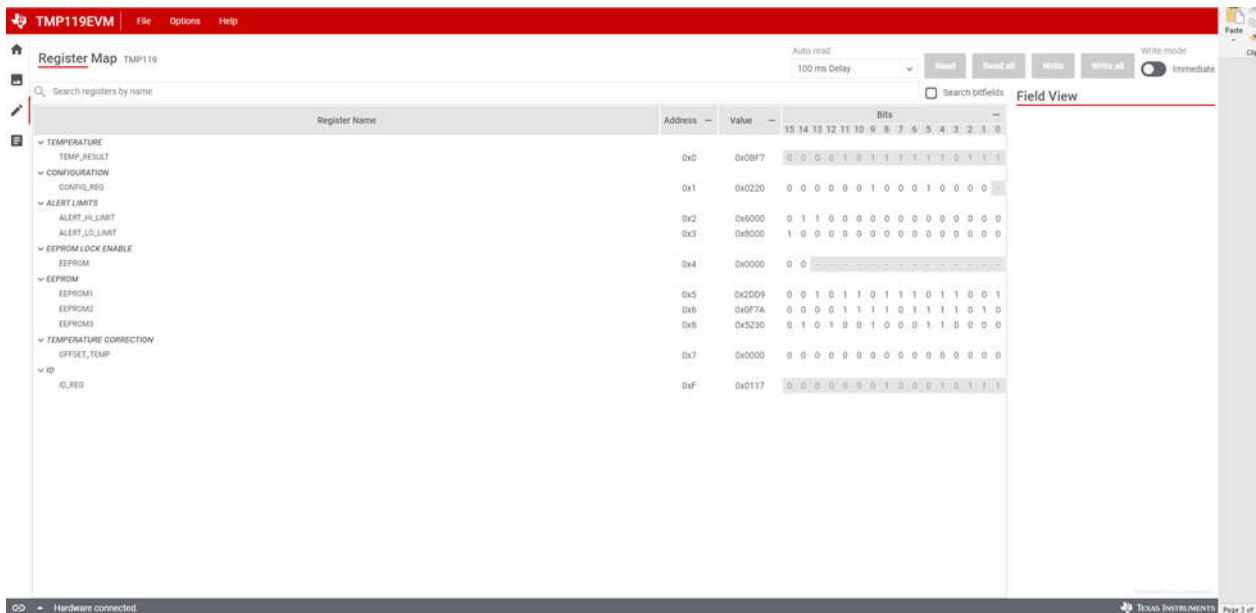 TMP119EVM File Options Help
Paste
Register Map TMP119
Auto read
100 ms Delay
Read Read all Write Write all
Write mode
Immediate
Search registers by name
Search bitfields
Field View
Register Name Address Value Bits
15 14 13 12 11 10 9 8 7 6 5 4 3 2 1 0
TEMPERATURE
TEMP_RESULT 0x0 0x0BF7 0 0 0 0 1 0 1 1 1 1 1 1 0 1 1 1
CONFIGURATION
CONFIG_REG 0x1 0x0220 0 0 0 0 0 0 1 0 0 0 1 0 0 0 0 -
ALERT LIMITS
ALERT_HI_LIMIT 0x2 0x6000 0 1 1 0 0 0 0 0 0 0 0 0 0 0 0 0
ALERT_LO_LIMIT 0x3 0x8000 1 0 0 0 0 0 0 0 0 0 0 0 0 0 0 0
EEPROM LOCK ENABLE
EEPROM 0x4 0x0000 0 0 - - - - - - - - - - - - - -
EEPROM
EEPROM1 0x5 0x2DD9 0 0 1 0 1 1 0 1 1 1 0 1 1 0 0 1
EEPROM2 0x6 0x0F7A 0 0 0 0 1 1 1 1 0 1 1 1 1 0 1 0
EEPROM3 0x8 0x5230 0 1 0 1 0 0 1 0 0 0 1 1 0 0 0 0
TEMPERATURE CORRECTION
OFFSET_TEMP 0x7 0x0000 0 0 0 0 0 0 0 0 0 0 0 0 0 0 0 0
ID
ID_REG 0xF 0x0117 0 0 0 0 0 0 0 1 0 0 0 1 0 1 1 1
Hardware connected.
TEXAS INSTRUMENTS
Page 1 of